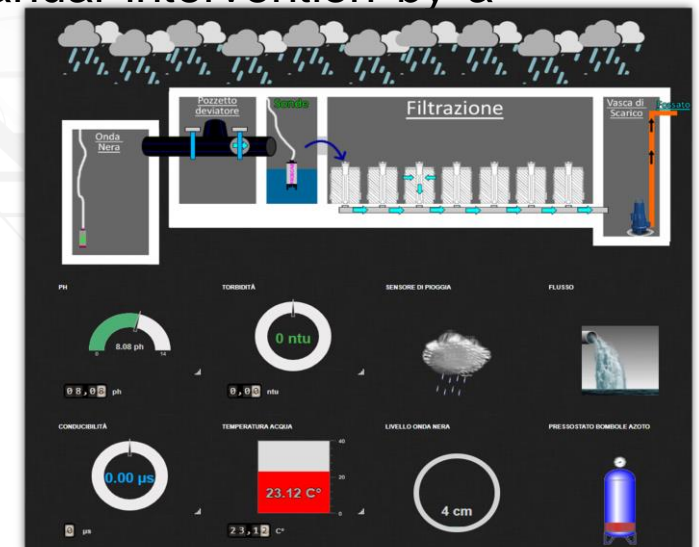 anual intervention by a
Pozzetto
deviatore
Sonde
Filtrazione
Vasca di
Scarico
Fossato
Onda
Nera
PH
TORBIDITÀ
SENSORE DI PIOGGIA
FLUSSO
8.08 ph
0
14
0 ntu
08,08 ph
0,00 ntu
CONDUCIBILITÀ
TEMPERATURA ACQUA
LIVELLO ONDA NERA
PRESSOSTATO BOMBOLE AZOTO
0.00 µs
40
20
0
23.12 C°
4 cm
0 µs
23,12 C°